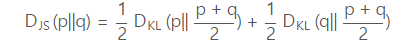 D_JS (p||q) = 1/2 D_KL (p|| (p + q)/2) + 1/2 D_KL (q|| (p + q)/2)